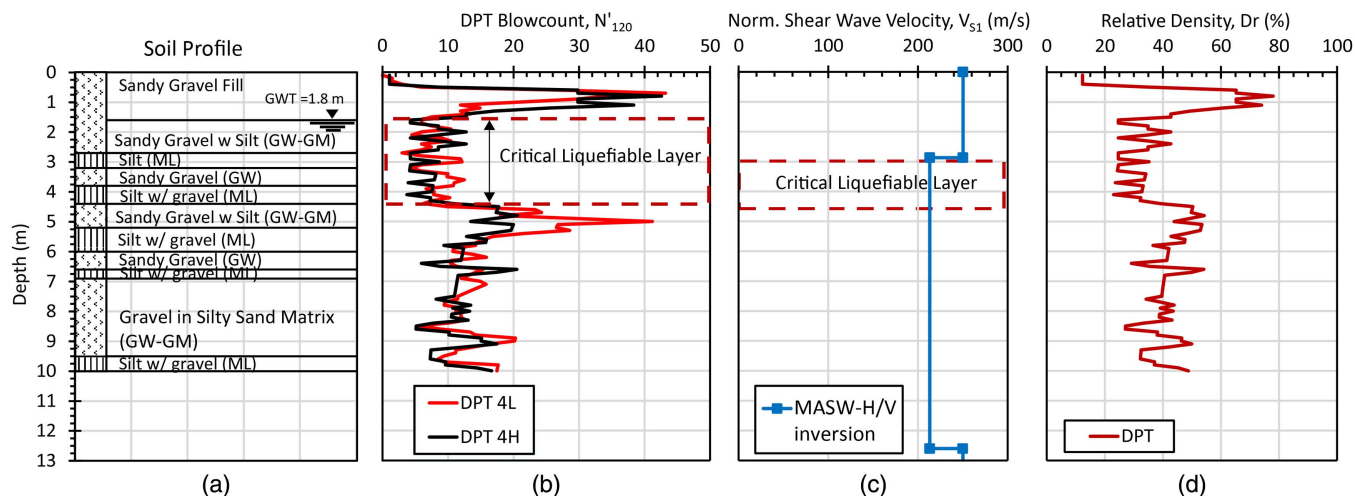 Soil Profile
0
1
2
3
4
5
6
7
8
9
10
11
12
13
Depth (m)
Sandy Gravel Fill
GWT =1.8 m
Sandy Gravel w Silt (GW-GM)
Silt (ML)
Sandy Gravel (GW)
Silt w/ gravel (ML)
Sandy Gravel w Silt (GW-GM)
Silt w/ gravel (ML)
Sandy Gravel (GW)
Silt w/ gravel (ML)
Gravel in Silty Sand Matrix
(GW-GM)
Silt w/ gravel (ML)
(a)
DPT Blowcount, N'120
0 10 20 30 40 50
Critical Liquefiable Layer
DPT 4L
DPT 4H
(b)
Norm. Shear Wave Velocity, VS1 (m/s)
0 100 200 300
Critical Liquefiable Layer
MASW-H/V
inversion
(c)
Relative Density, Dr (%)
0 20 40 60 80 100
DPT
(d)